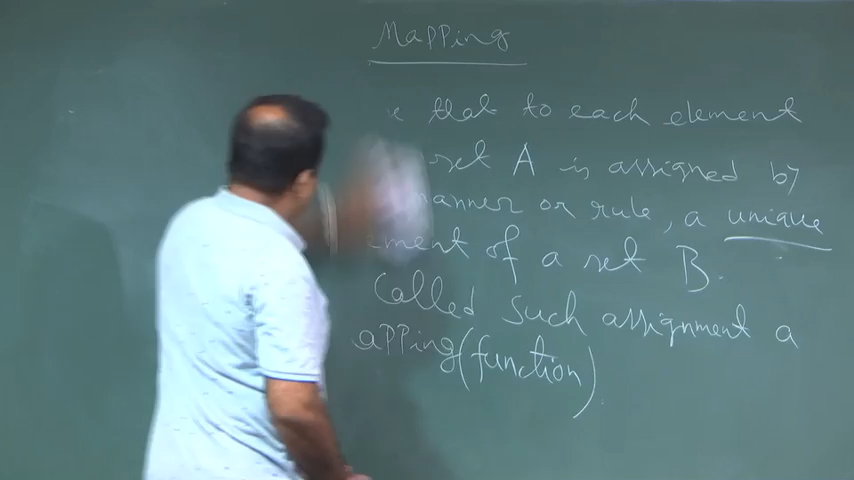 Mapping
that to each element
set A is assigned by
manner or rule, a unique
ement of a set B.
Called such assignment a
apping (function)